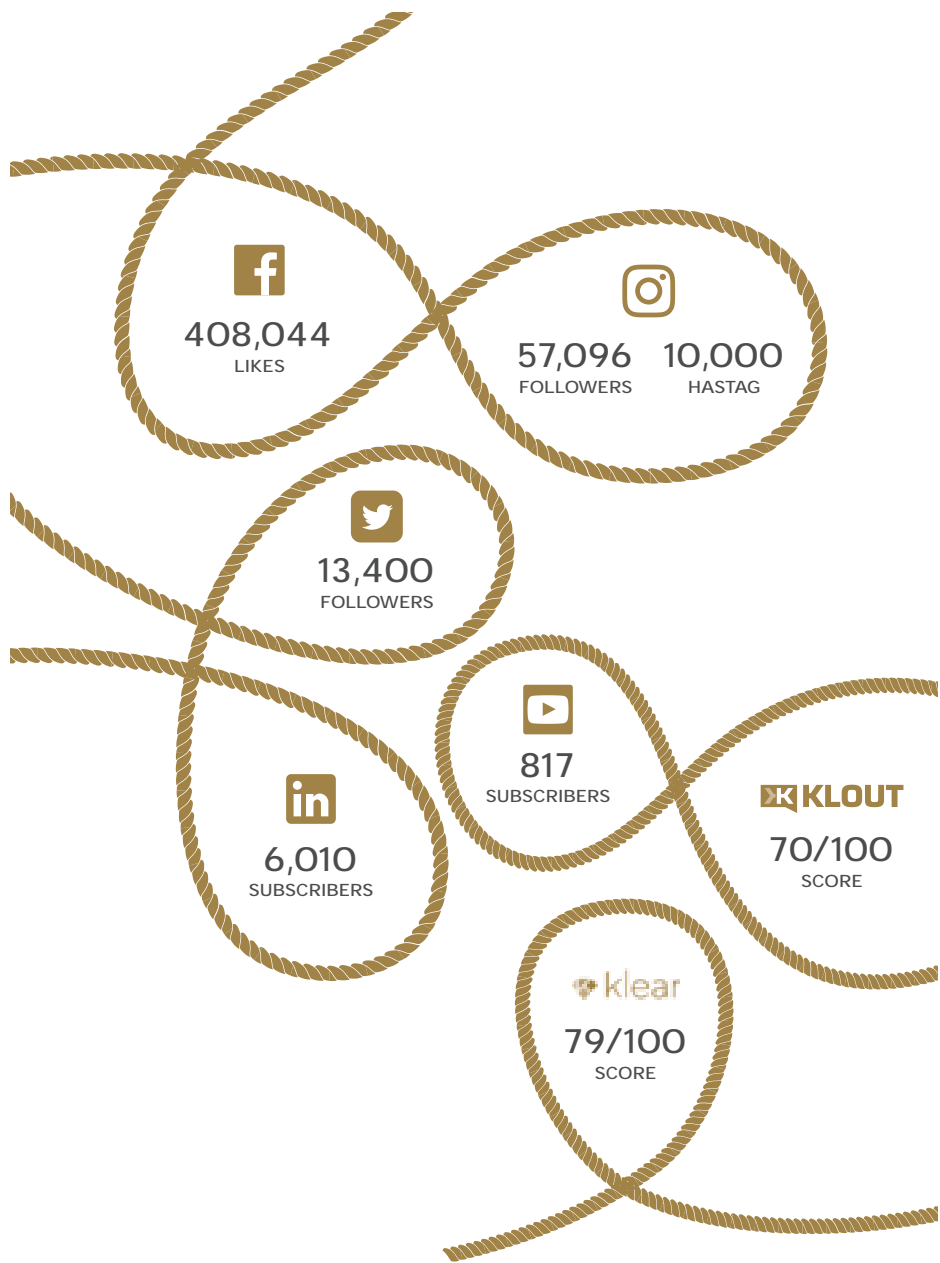 408,044
LIKES
57,096
FOLLOWERS
10,000
HASTAG
13,400
FOLLOWERS
817
SUBSCRIBERS
in
6,010
SUBSCRIBERS
KLOUT
70/100
SCORE
klear
79/100
SCORE